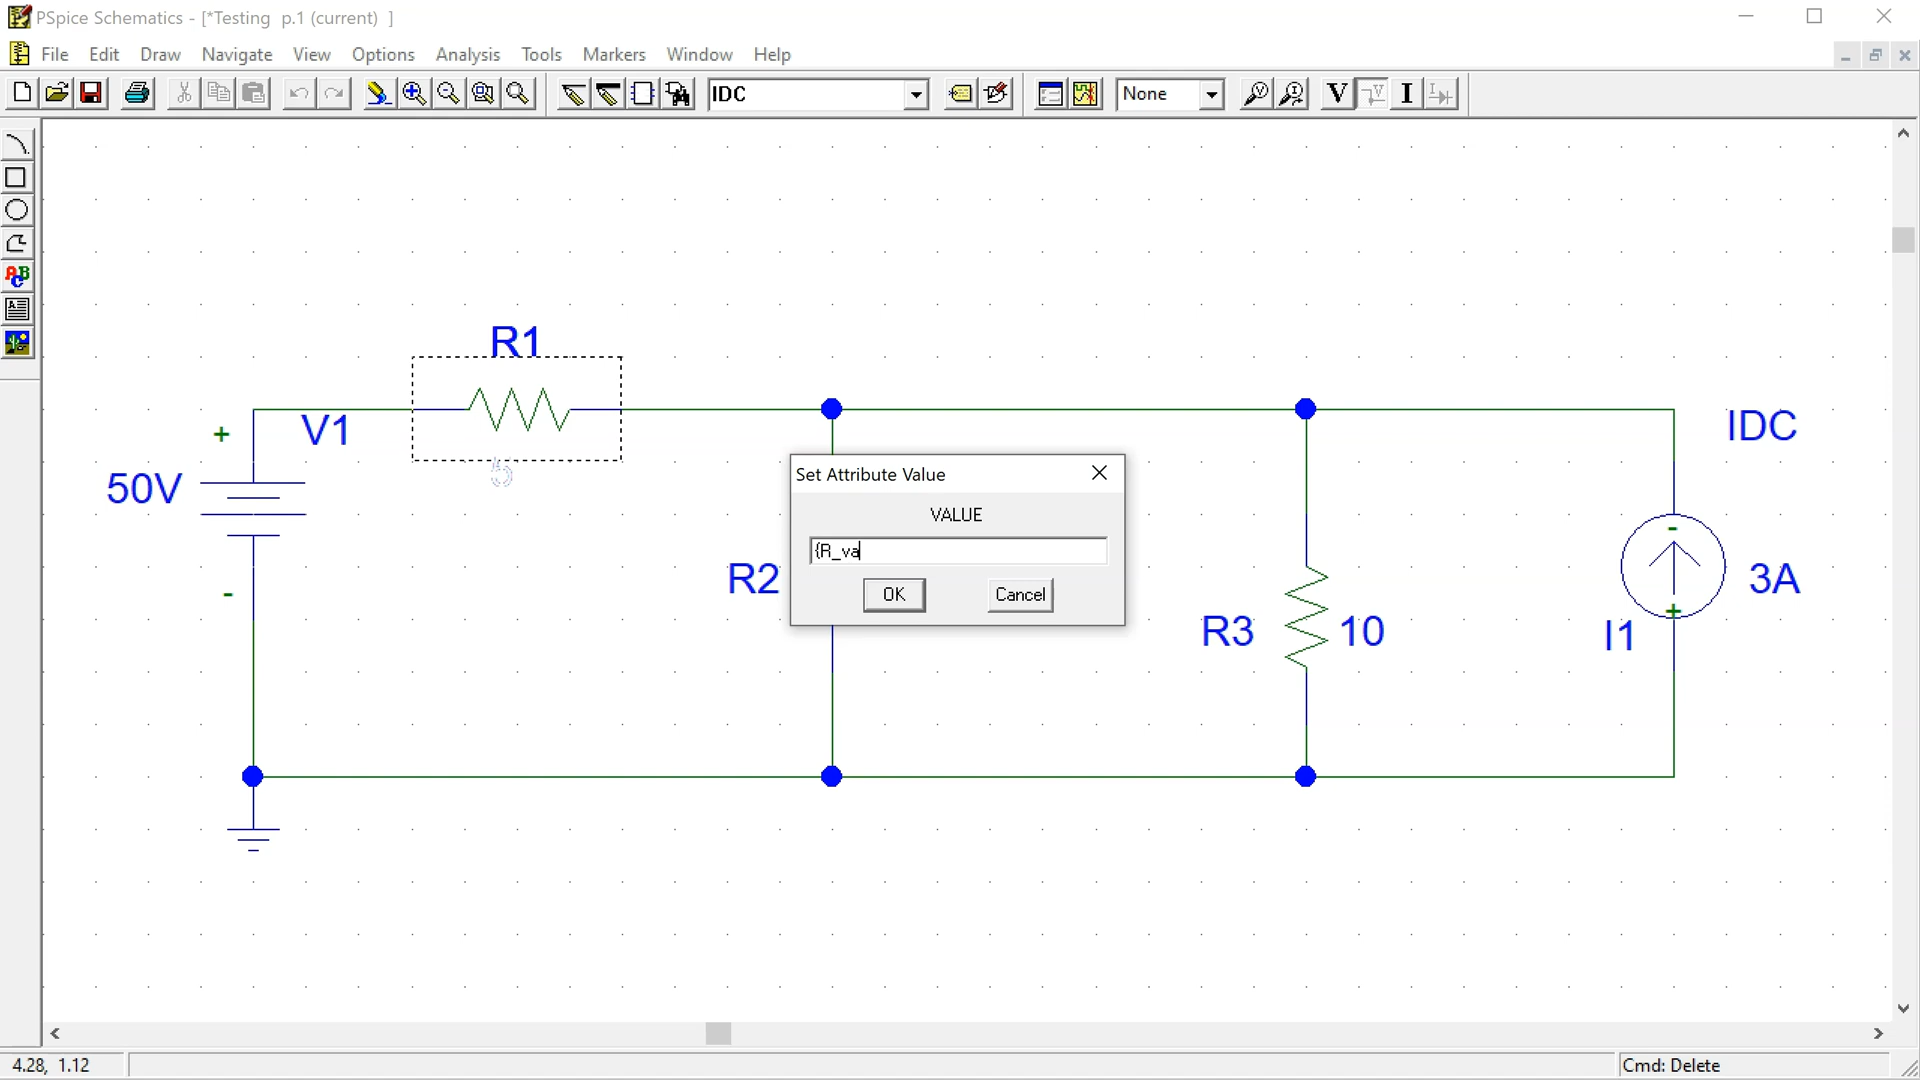 PSpice Schematics - [*Testing p.1 (current) ]
File Edit Draw Navigate View Options Analysis Tools Markers Window Help
IDC None V V I I
ABC
A
R1
+ V1 IDC
50V
5
-
+
-
Set Attribute Value
VALUE
{R_va
OK Cancel
R2
R3 10
I1 3A
4.28, 1.12 Cmd: Delete